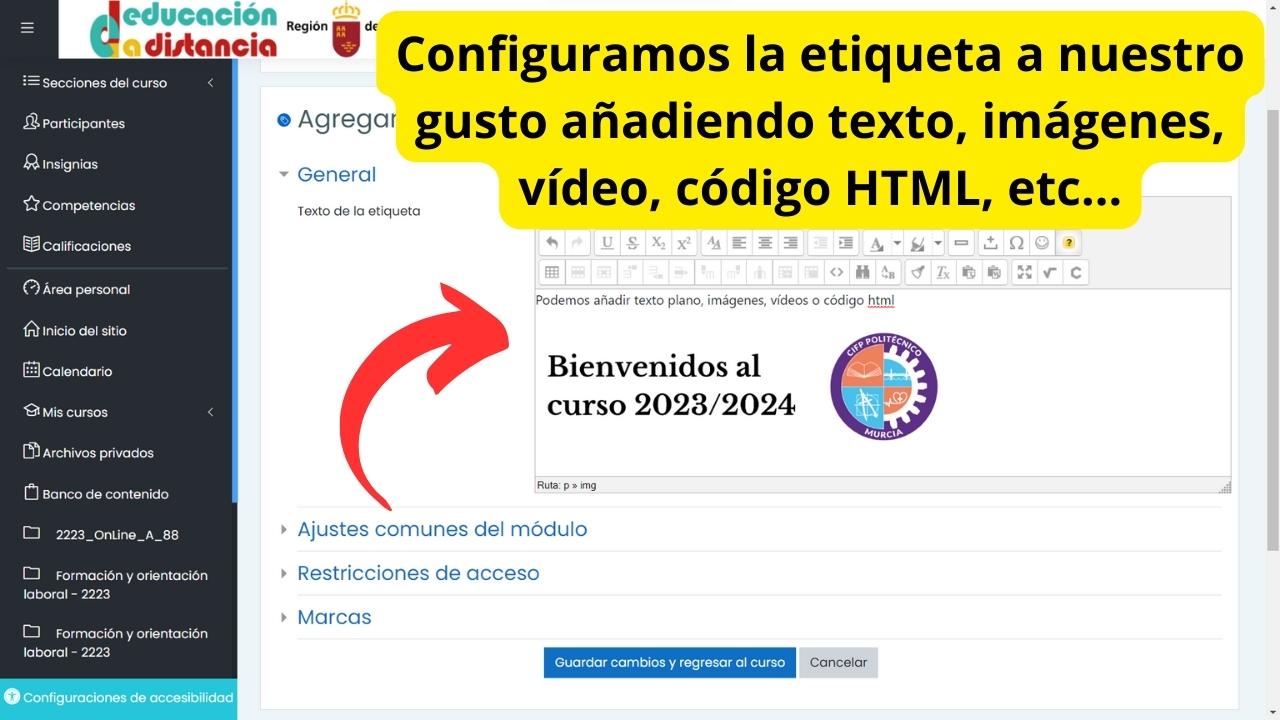 educación
a distancia
Región
de
Configuramos la etiqueta a nuestro
gusto añadiendo texto, imágenes,
vídeo, código HTML, etc...
Secciones del curso
Participantes
Insignias
Competencias
Calificaciones
Área personal
Inicio del sitio
Calendario
Mis cursos
Archivos privados
Banco de contenido
2223_OnLine_A_88
Formación y orientación
laboral - 2223
Formación y orientación
laboral - 2223
Configuraciones de accesibilidad
Agregar
General
Texto de la etiqueta
Podemos añadir texto plano, imágenes, vídeos o código html
Bienvenidos al
curso 2023/2024
CIFP POLITÉCNICO
MURCIA
Ruta: p » img
Ajustes comunes del módulo
Restricciones de acceso
Marcas
Guardar cambios y regresar al curso
Cancelar